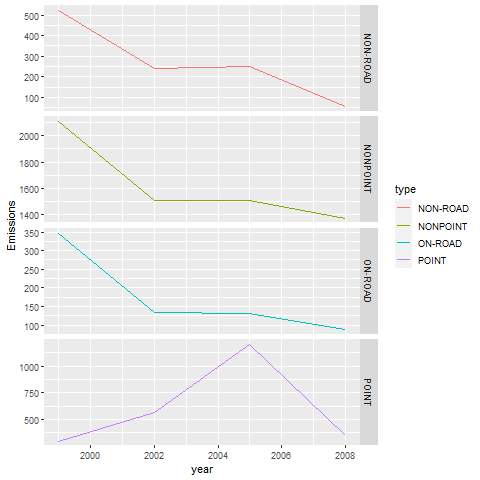 500
400
300
200
100
NON-ROAD
2000
1800
1600
1400
NONPOINT
Emissions
350
300
250
200
150
100
ON-ROAD
1000
750
500
POINT
2000 2002 2004 2006 2008
year
type
NON-ROAD
NONPOINT
ON-ROAD
POINT